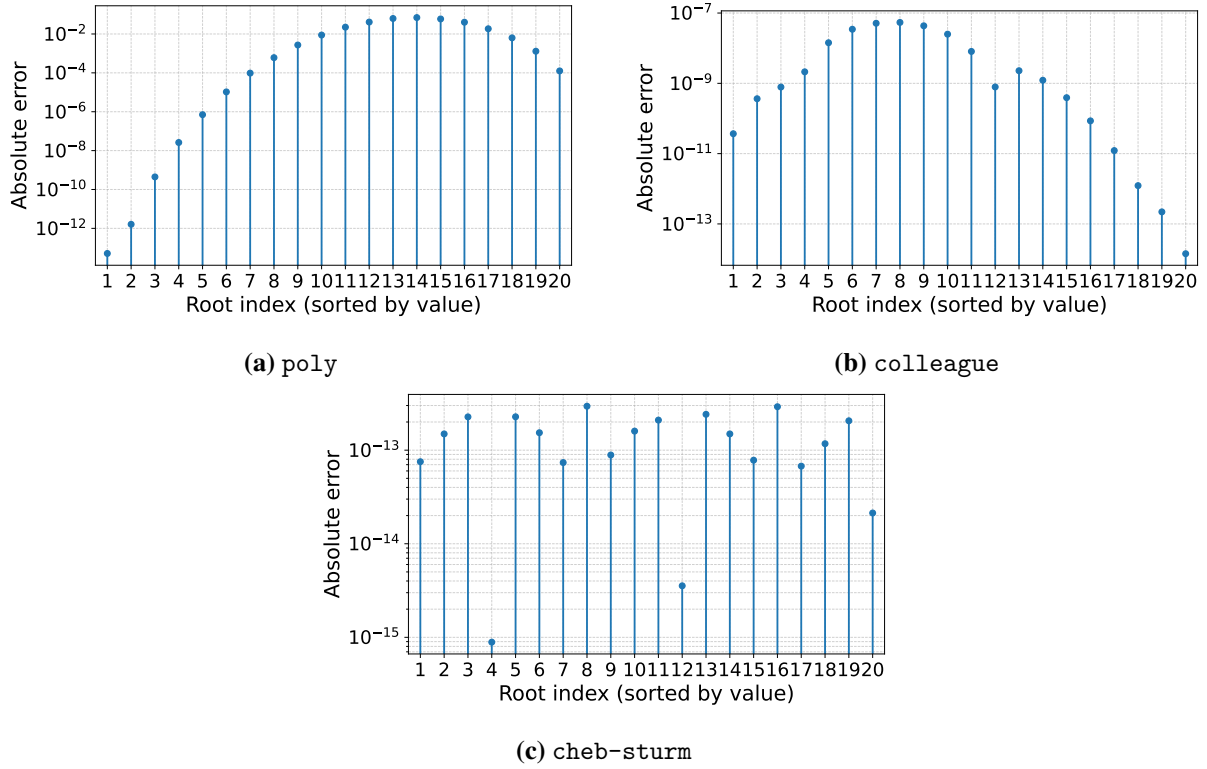 Absolute error
10⁻²
10⁻⁴
10⁻⁶
10⁻⁸
10⁻¹⁰
10⁻¹²
1 2 3 4 5 6 7 8 9 10 11 12 13 14 15 16 17 18 19 20
Root index (sorted by value)
(a) poly
Absolute error
10⁻⁷
10⁻⁹
10⁻¹¹
10⁻¹³
1 2 3 4 5 6 7 8 9 10 11 12 13 14 15 16 17 18 19 20
Root index (sorted by value)
(b) colleague
Absolute error
10⁻¹³
10⁻¹⁴
10⁻¹⁵
1 2 3 4 5 6 7 8 9 10 11 12 13 14 15 16 17 18 19 20
Root index (sorted by value)
(c) cheb-sturm